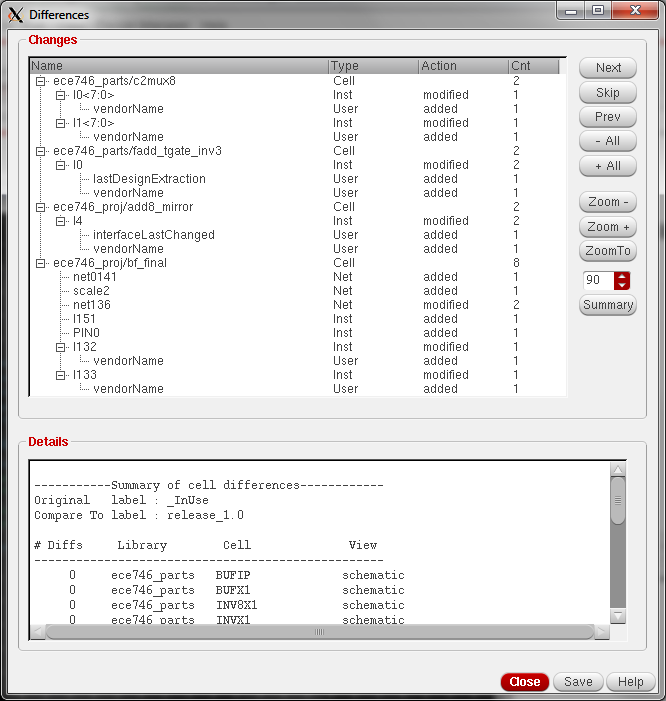 Differences
Changes
Name Type Action Cnt
ece746_parts/c2mux8 Cell 2
I0<7:0> Inst modified 1
vendorName User added 1
I1<7:0> Inst modified 1
vendorName User added 1
ece746_parts/fadd_tgate_inv3 Cell 2
I0 Inst modified 2
lastDesignExtraction User added 1
vendorName User added 1
ece746_proj/add8_mirror Cell 2
I4 Inst modified 2
interfaceLastChanged User added 1
vendorName User added 1
ece746_proj/bf_final Cell 8
net0141 Net added 1
scale2 Net added 1
net136 Net modified 2
I151 Inst added 1
PIN0 Inst added 1
I132 Inst modified 1
vendorName User added 1
I133 Inst modified 1
vendorName User added 1
Next
Skip
Prev
- All
+ All
Zoom -
Zoom +
ZoomTo
90
Summary
Details
-----------Summary of cell differences------------
Original label : _InUse
Compare To label : release_1.0
# Diffs Library Cell View
--------------------------------------------------
0 ece746_parts BUFIP schematic
0 ece746_parts BUFX1 schematic
0 ece746_parts INV8X1 schematic
0 ece746_parts INVX1 schematic
Close Save Help